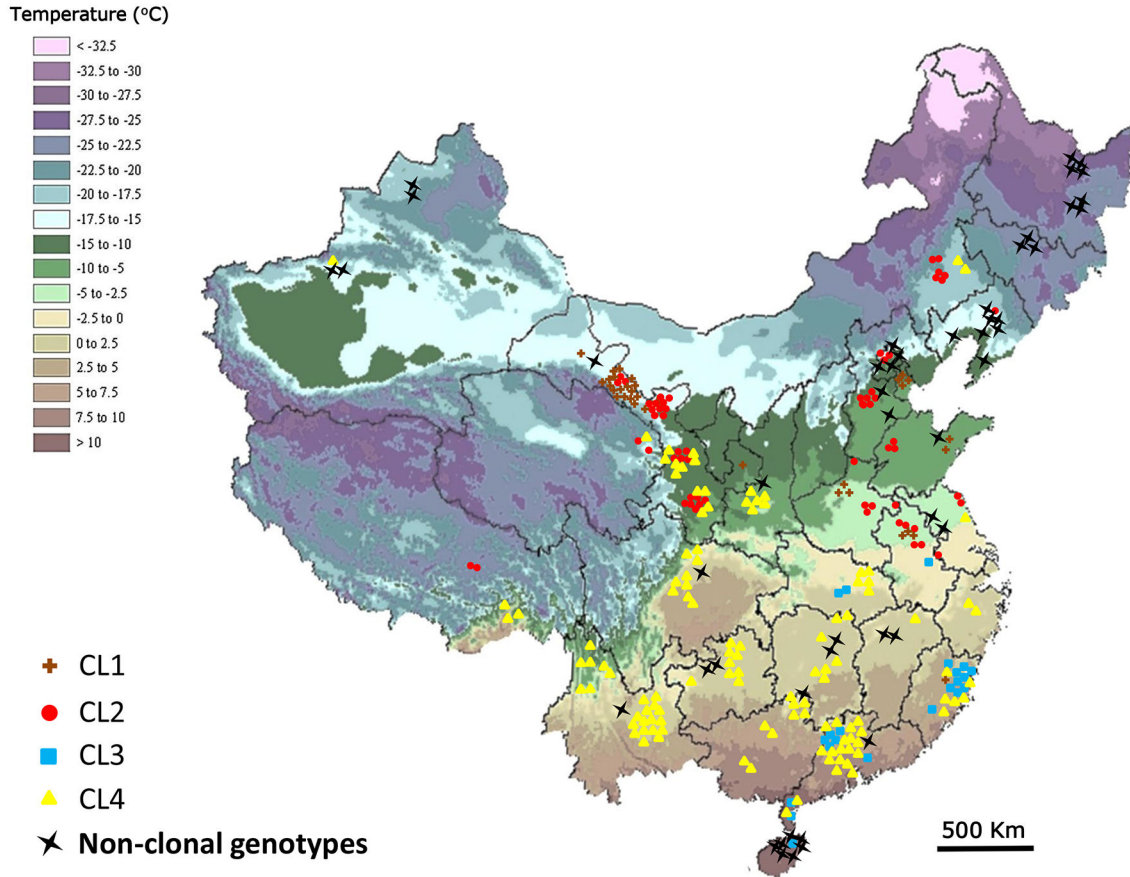 Temperature (°C)
< -32.5
-32.5 to -30
-30 to -27.5
-27.5 to -25
-25 to -22.5
-22.5 to -20
-20 to -17.5
-17.5 to -15
-15 to -10
-10 to -5
-5 to -2.5
-2.5 to 0
0 to 2.5
2.5 to 5
5 to 7.5
7.5 to 10
> 10
CL1
CL2
CL3
CL4
Non-clonal genotypes
500 Km